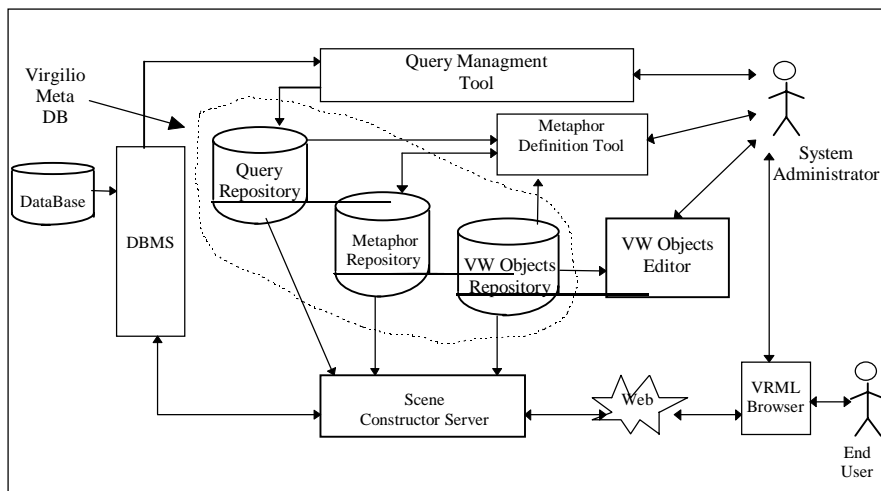 Virgilio
Meta
DB
Query Managment
Tool
Metaphor
Definition Tool
System
Administrator
Query
Repository
DataBase
DBMS
Metaphor
Repository
VW Objects
Repository
VW Objects
Editor
Scene
Constructor Server
Web
VRML
Browser
End
User